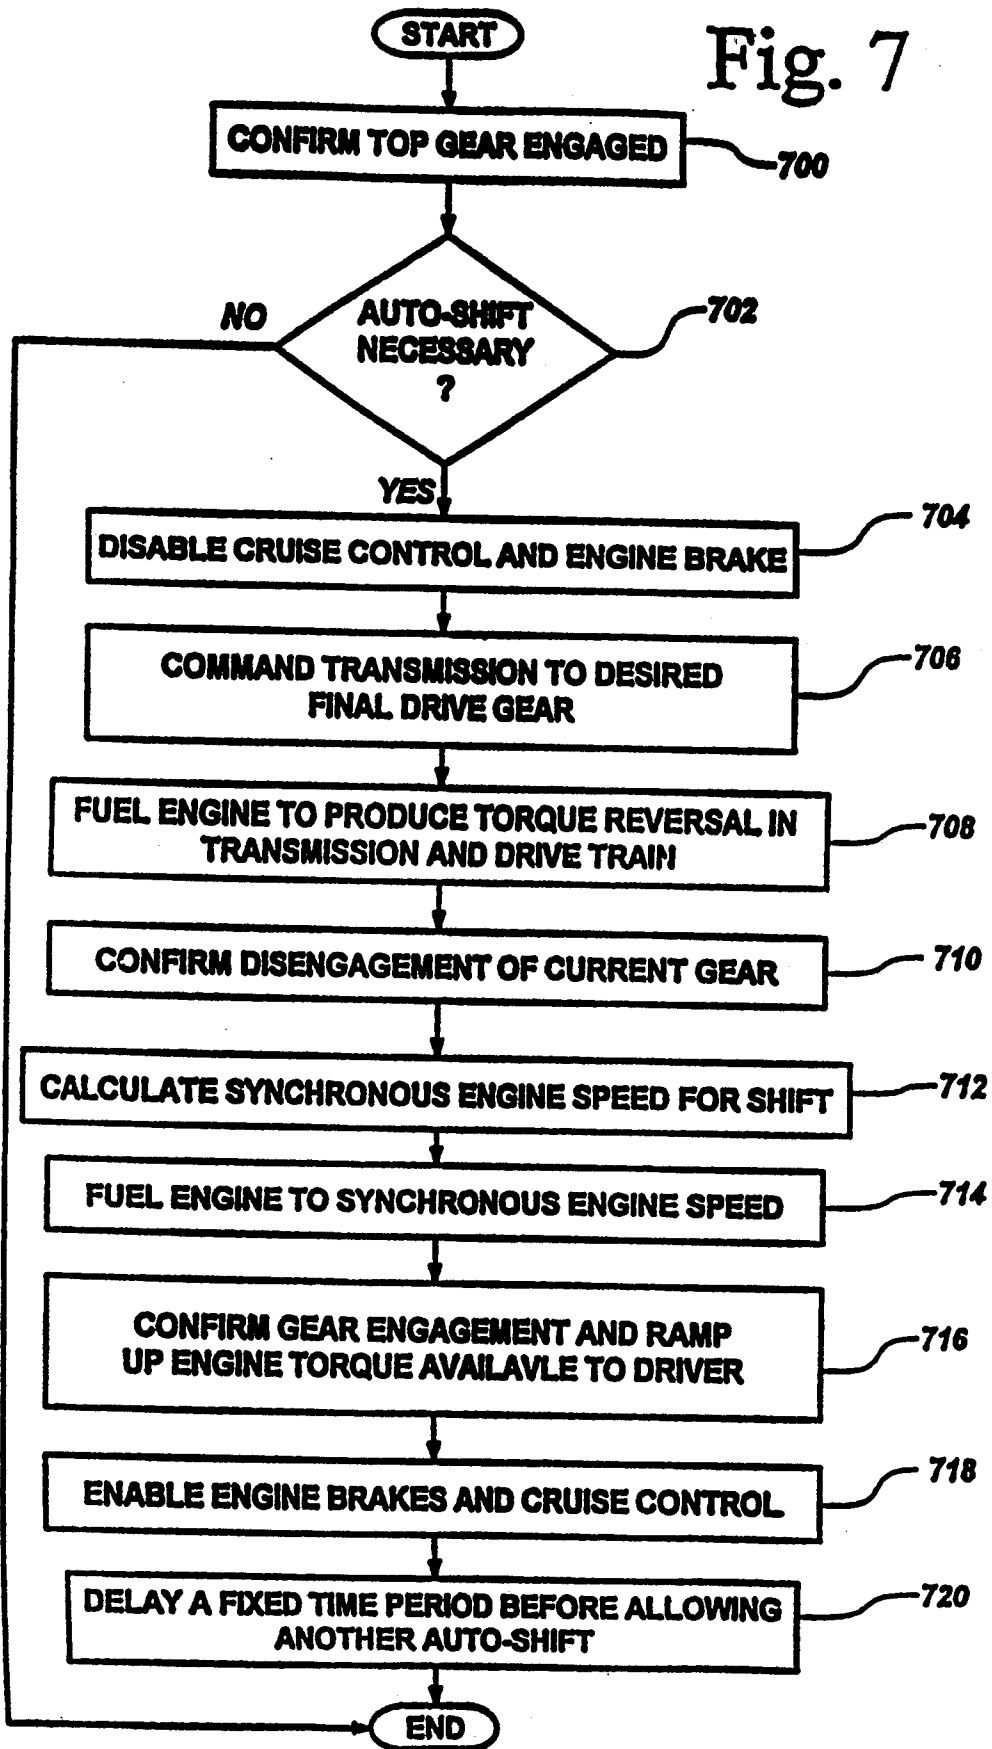 START
Fig. 7
CONFIRM TOP GEAR ENGAGED
700
AUTO-SHIFT
NECESSARY
?
702
NO
YES
DISABLE CRUISE CONTROL AND ENGINE BRAKE
704
COMMAND TRANSMISSION TO DESIRED
FINAL DRIVE GEAR
706
FUEL ENGINE TO PRODUCE TORQUE REVERSAL IN
TRANSMISSION AND DRIVE TRAIN
708
CONFIRM DISENGAGEMENT OF CURRENT GEAR
710
CALCULATE SYNCHRONOUS ENGINE SPEED FOR SHIFT
712
FUEL ENGINE TO SYNCHRONOUS ENGINE SPEED
714
CONFIRM GEAR ENGAGEMENT AND RAMP
UP ENGINE TORQUE AVAILAVLE TO DRIVER
716
ENABLE ENGINE BRAKES AND CRUISE CONTROL
718
DELAY A FIXED TIME PERIOD BEFORE ALLOWING
ANOTHER AUTO-SHIFT
720
END